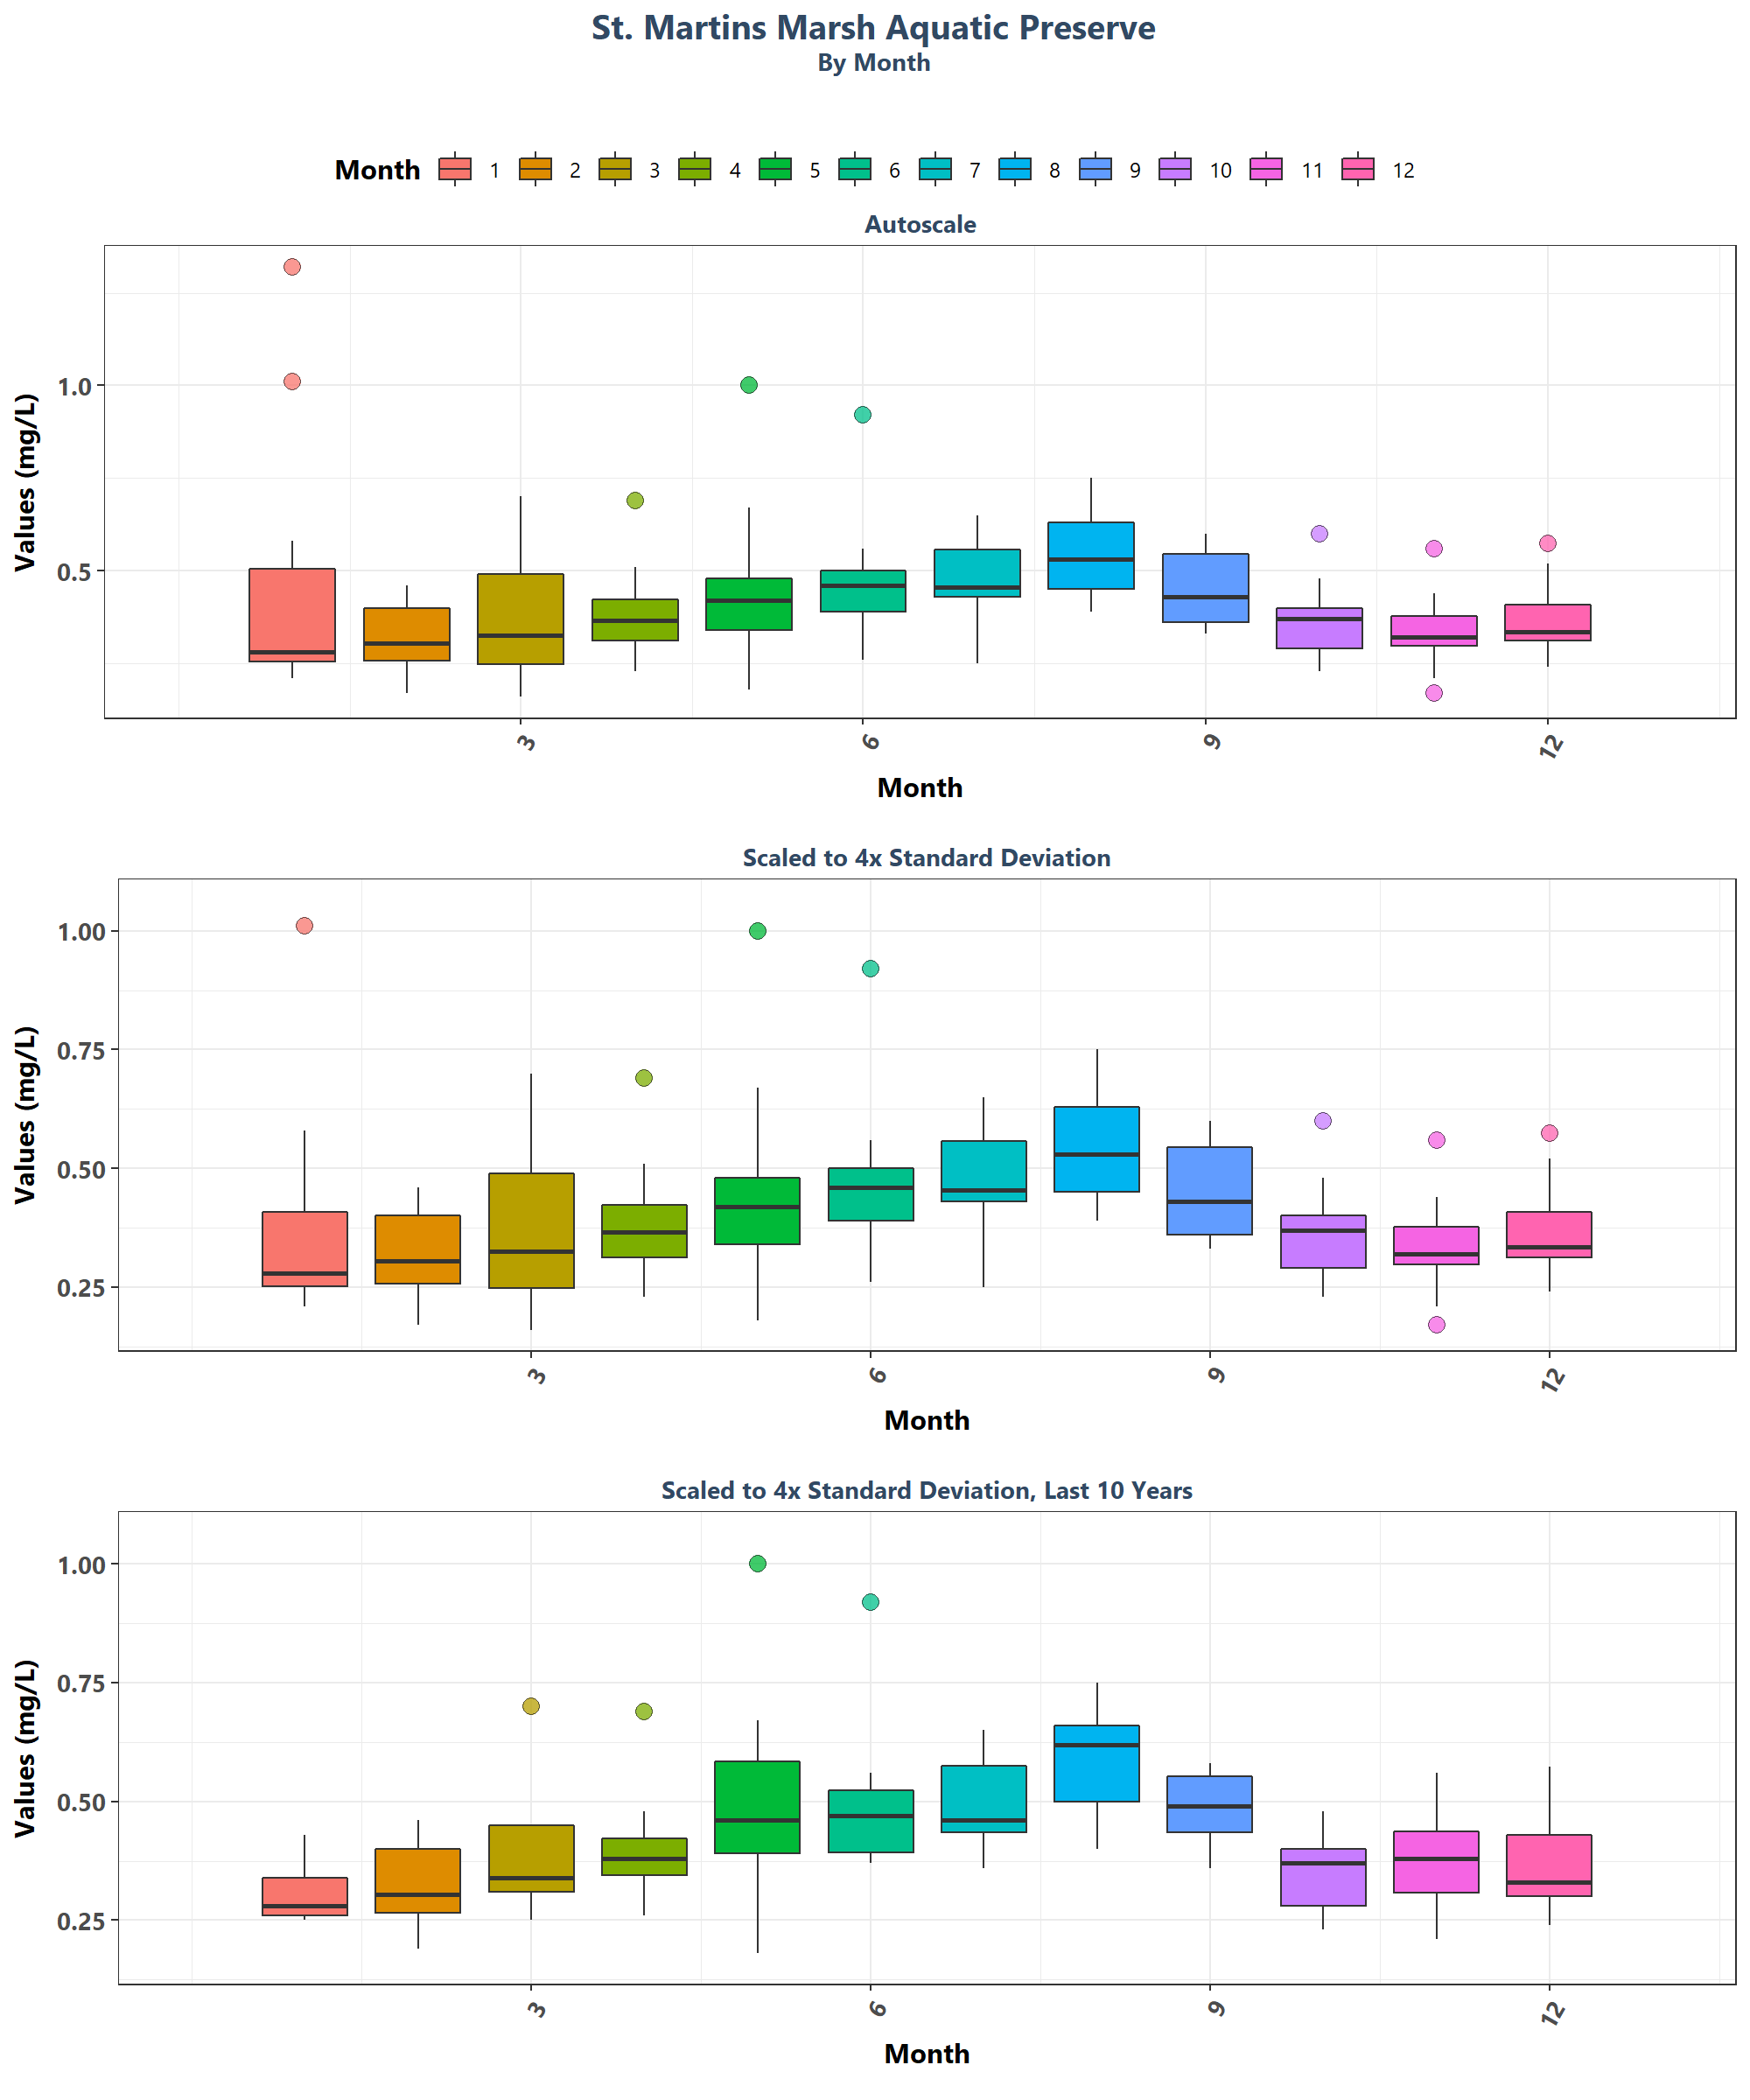 St. Martins Marsh Aquatic Preserve
By Month
Month 1 2 3 4 5 6 7 8 9 10 11 12
Autoscale
Values (mg/L)
1.0
0.5
3 6 9 12
Month
Scaled to 4x Standard Deviation
Values (mg/L)
1.00
0.75
0.50
0.25
3 6 9 12
Month
Scaled to 4x Standard Deviation, Last 10 Years
Values (mg/L)
1.00
0.75
0.50
0.25
3 6 9 12
Month